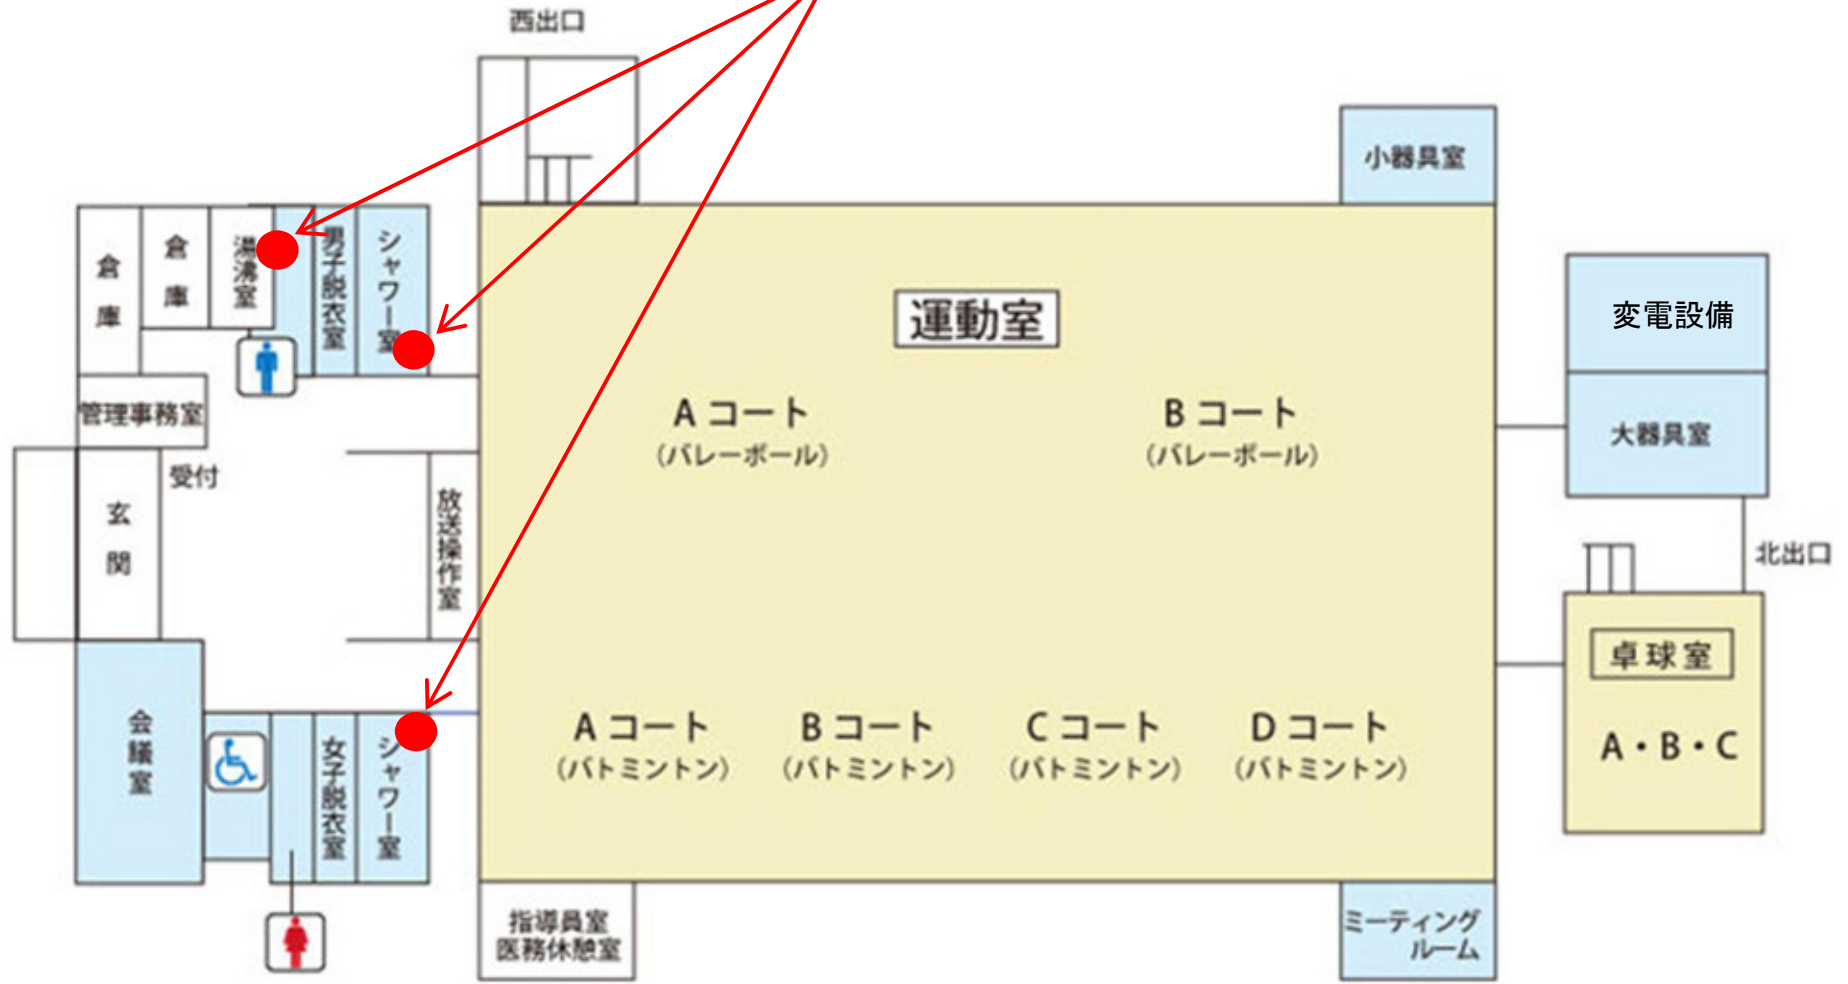 西出口
小器具室
倉庫
倉庫
湯沸室
男子脱衣室
シャワー室
運動室
変電設備
大器具室
管理事務室
受付
Aコート
(バレーボール)
Bコート
(バレーボール)
玄関
放送操作室
北出口
卓球室
A・B・C
会議室
女子脱衣室
シャワー室
Aコート
(バトミントン)
Bコート
(バトミントン)
Cコート
(バトミントン)
Dコート
(バトミントン)
指導員室
医務休憩室
ミーティング
ルーム